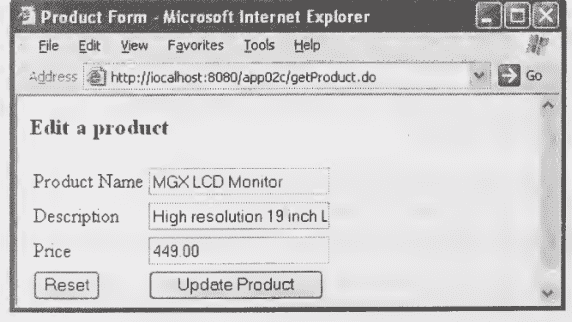 Product Form - Microsoft Internet Explorer
File Edit View Favorites Tools Help
Address http://localhost:8080/app02c/getProduct.do Go
Edit a product
Product Name MGX LCD Monitor
Description High resolution 19 inch L
Price 449.00
Reset Update Product